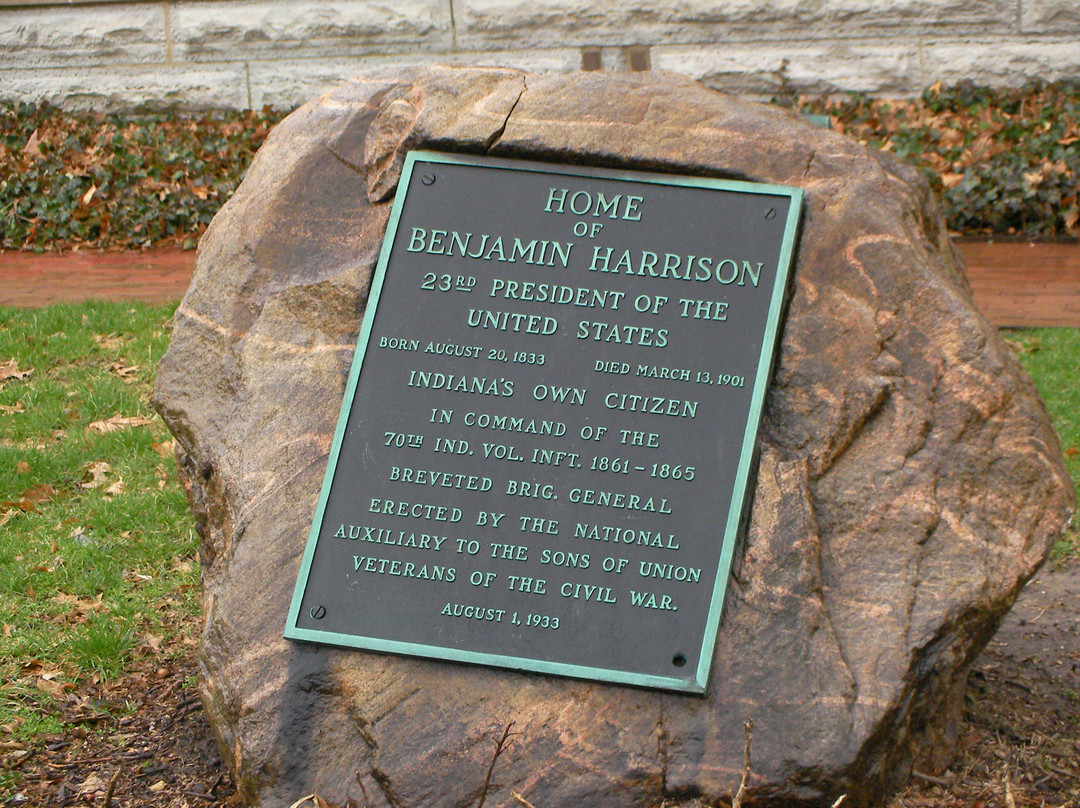 HOME
OF
BENJAMIN HARRISON
23RD PRESIDENT OF THE
UNITED STATES
BORN AUGUST 20, 1833 DIED MARCH 13, 1901
INDIANA'S OWN CITIZEN
IN COMMAND OF THE
70TH IND. VOL. INFT. 1861-1865
BREVETED BRIG. GENERAL
ERECTED BY THE NATIONAL
AUXILIARY TO THE SONS OF UNION
VETERANS OF THE CIVIL WAR.
AUGUST 1, 1933